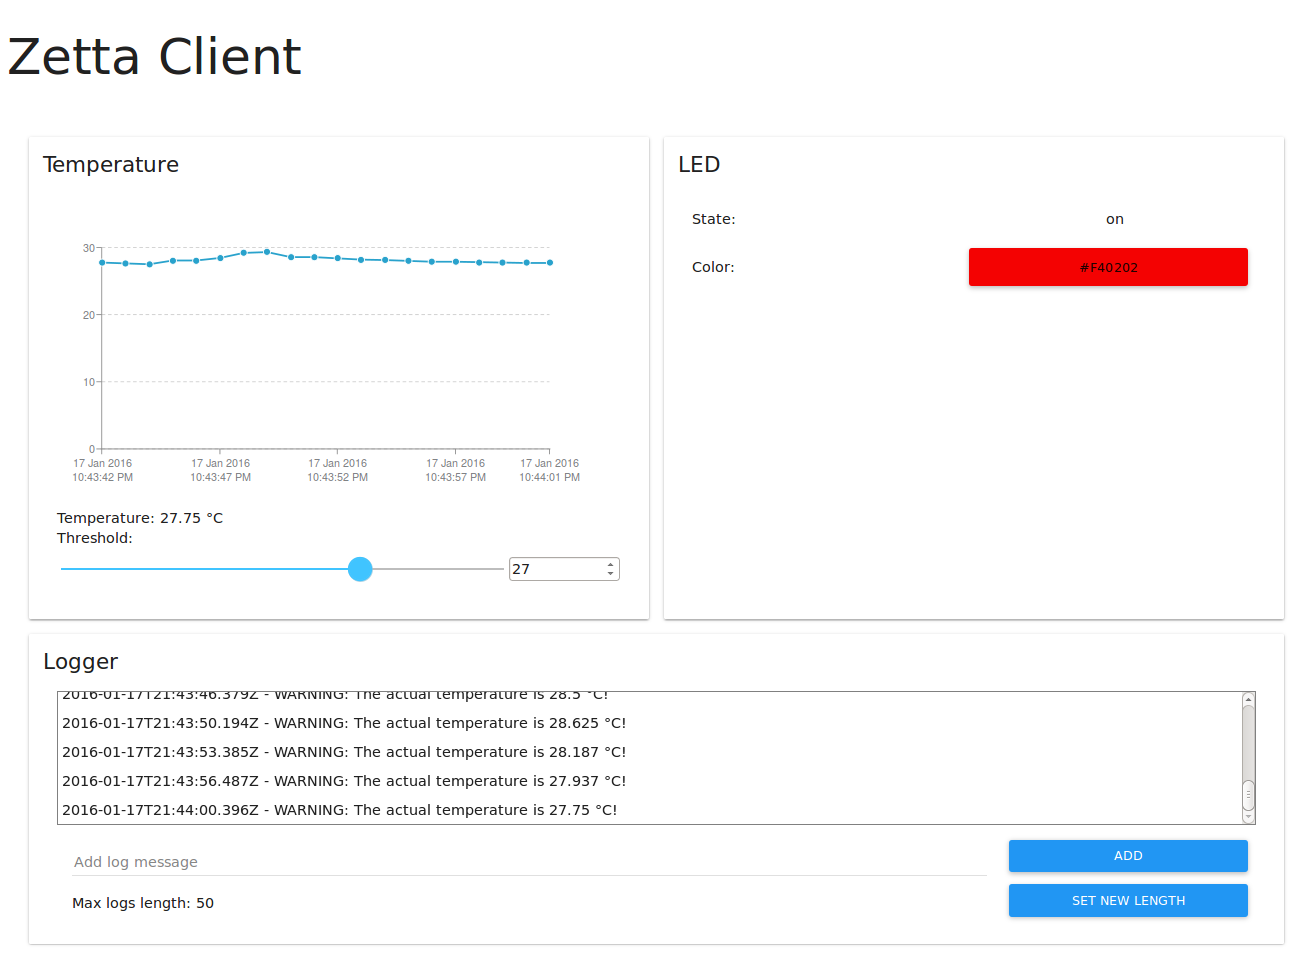 Zetta Client
Temperature
30
20
10
0
17 Jan 2016 17 Jan 2016 17 Jan 2016 17 Jan 2016 17 Jan 2016
10:43:42 PM 10:43:47 PM 10:43:52 PM 10:43:57 PM 10:44:01 PM
Temperature: 27.75 °C
Threshold:
27
LED
State: on
Color: #F40202
Logger
2016-01-17T21:43:46.379Z - WARNING: The actual temperature is 28.5 °C!
2016-01-17T21:43:50.194Z - WARNING: The actual temperature is 28.625 °C!
2016-01-17T21:43:53.385Z - WARNING: The actual temperature is 28.187 °C!
2016-01-17T21:43:56.487Z - WARNING: The actual temperature is 27.937 °C!
2016-01-17T21:44:00.396Z - WARNING: The actual temperature is 27.75 °C!
Add log message
ADD
Max logs length: 50
SET NEW LENGTH